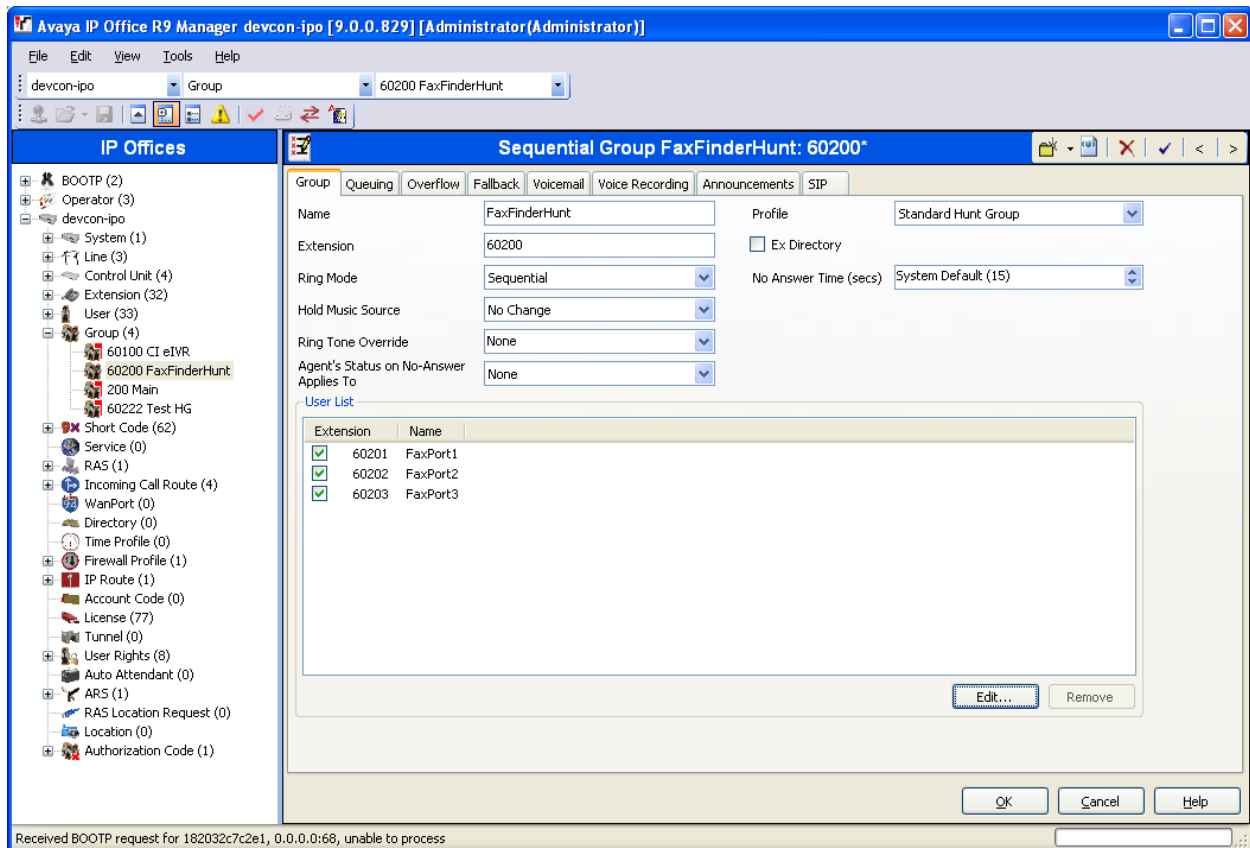 Avaya IP Office R9 Manager devcon-ipo [9.0.0.829] [Administrator(Administrator)]
File Edit View Tools Help
devcon-ipo Group 60200 FaxFinderHunt
IP Offices
BOOTP (2)
Operator (3)
devcon-ipo
System (1)
Line (3)
Control Unit (4)
Extension (32)
User (33)
Group (4)
60100 CI eIVR
60200 FaxFinderHunt
200 Main
60222 Test HG
Short Code (62)
Service (0)
RAS (1)
Incoming Call Route (4)
WanPort (0)
Directory (0)
Time Profile (0)
Firewall Profile (1)
IP Route (1)
Account Code (0)
License (77)
Tunnel (0)
User Rights (8)
Auto Attendant (0)
ARS (1)
RAS Location Request (0)
Location (0)
Authorization Code (1)
Sequential Group FaxFinderHunt: 60200*
Group Queuing Overflow Fallback Voicemail Voice Recording Announcements SIP
Name FaxFinderHunt Profile Standard Hunt Group
Extension 60200 Ex Directory
Ring Mode Sequential No Answer Time (secs) System Default (15)
Hold Music Source No Change
Ring Tone Override None
Agent's Status on No-Answer
Applies To None
User List
Extension Name
60201 FaxPort1
60202 FaxPort2
60203 FaxPort3
Edit... Remove
OK Cancel Help
Received BOOTP request for 182032c7c2e1, 0.0.0.0:68, unable to process